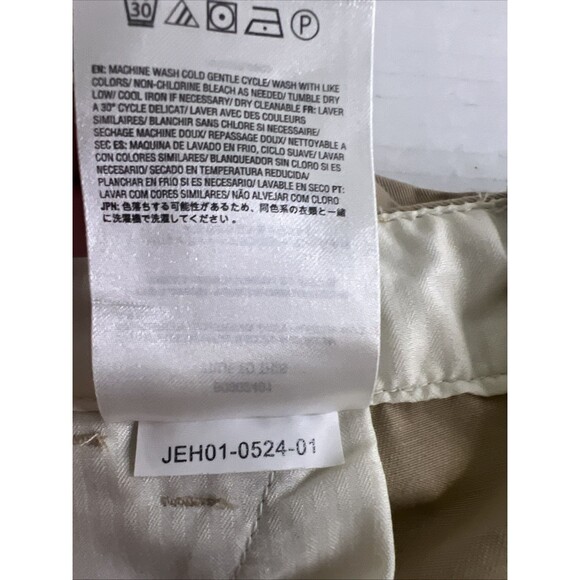 30 P
EN: MACHINE WASH COLD GENTLE CYCLE/ WASH WITH LIKE
COLORS/ NON-CHLORINE BLEACH AS NEEDED/ TUMBLE DRY
LOW/ COOL IRON IF NECESSARY/ DRY CLEANABLE FR: LAVER
A 30° CYCLE DELICAT/ LAVER AVEC DES COULEURS
SIMILAIRES/ BLANCHIR SANS CHLORE SI NECESSAIRE/
SECHAGE MACHINE DOUX/ REPASSAGE DOUX/ NETTOYABLE A
SEC ES: MAQUINA DE LAVADO EN FRIO, CICLO SUAVE/ LAVAR
CON COLORES SIMILARES/ BLANQUEADOR SIN CLORO SI ES
NECESARIO/ SECADO EN TEMPERATURA REDUCIDA/
PLANCHAR EN FRIO SI ES NECESARIO/ LAVABLE EN SECO PT:
LAVAR COM CORES SIMILARES/ NÃO ALVEJAR COM CLORO
JPN: 色落ちする可能性があるため、同色系の衣類と一緒
に洗濯機で洗濯してください。
JEH01-0524-01